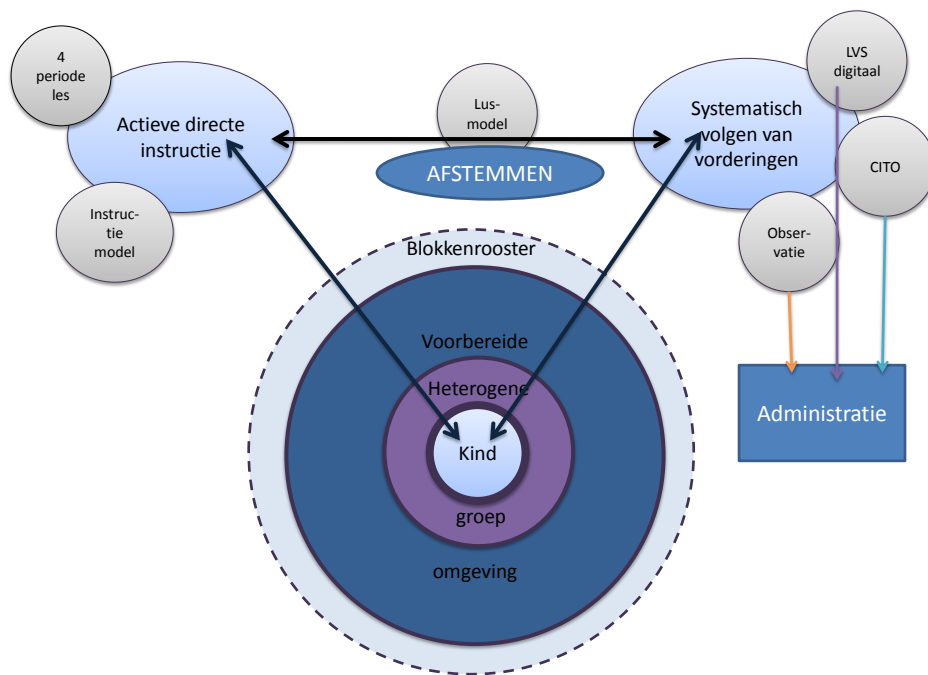 4
periode
les
Actieve directe
instructie
Instruc-
tie
model
Lus-
model
AFSTEMMEN
Systematisch
volgen van
vorderingen
LVS
digitaal
CITO
Obser-
vatie
Administratie
Blokkenrooster
Voorbereide
Heterogene
Kind
groep
omgeving